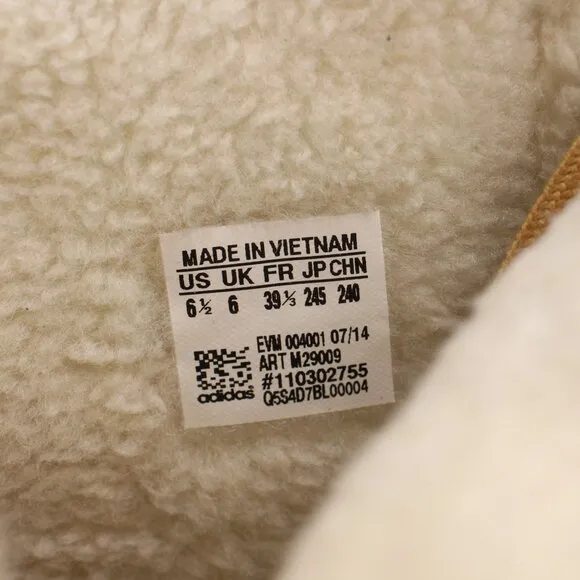 MADE IN VIETNAM
US UK FR JP CHN
6½ 6 39⅓ 245 240
EVM 004001 07/14
ART M29009
#110302755
adidas Q5S4D7BL00004